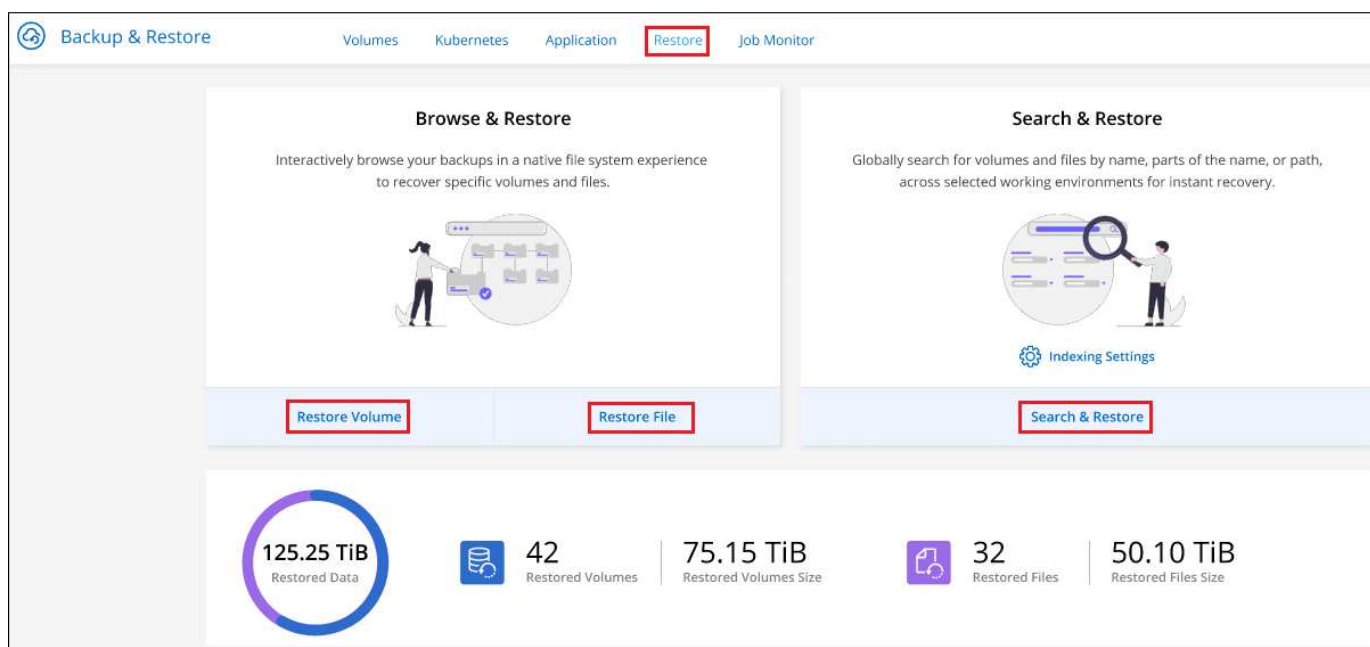 Backup & Restore
Volumes
Kubernetes
Application
Restore
Job Monitor
Browse & Restore
Interactively browse your backups in a native file system experience
to recover specific volumes and files.
Restore Volume
Restore File
Search & Restore
Globally search for volumes and files by name, parts of the name, or path,
across selected working environments for instant recovery.
Indexing Settings
Search & Restore
125.25 TiB
Restored Data
42
Restored Volumes
75.15 TiB
Restored Volumes Size
32
Restored Files
50.10 TiB
Restored Files Size